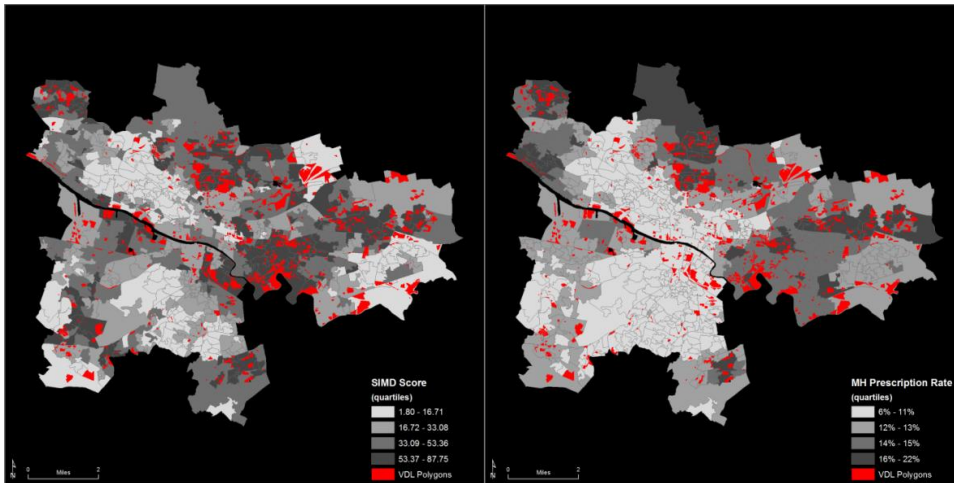 SIMD Score
(quartiles)
1.80 - 16.71
16.72 - 33.08
33.09 - 53.36
53.37 - 87.75
VDL Polygons
N
0 2
Miles
MH Prescription Rate
(quartiles)
6% - 11%
12% - 13%
14% - 15%
16% - 22%
VDL Polygons
N
0 2
Miles